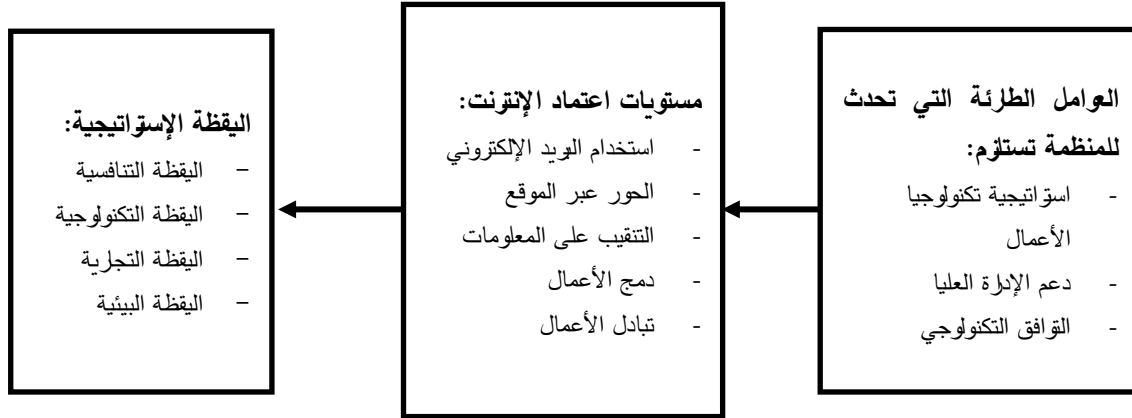 العوامل الطارئة التي تحدث
للمنظمة تستلزم:
- استراتيجية تكنولوجيا
الأعمال
- دعم الإدارة العليا
- التوافق التكنولوجي
مستويات اعتماد الإنترنت:
- استخدام البريد الإلكتروني
- الحور عبر الموقع
- التنقيب على المعلومات
- دمج الأعمال
- تبادل الأعمال
اليقظة الإستراتيجية:
- اليقظة التنافسية
- اليقظة التكنولوجية
- اليقظة التجارية
- اليقظة البيئية